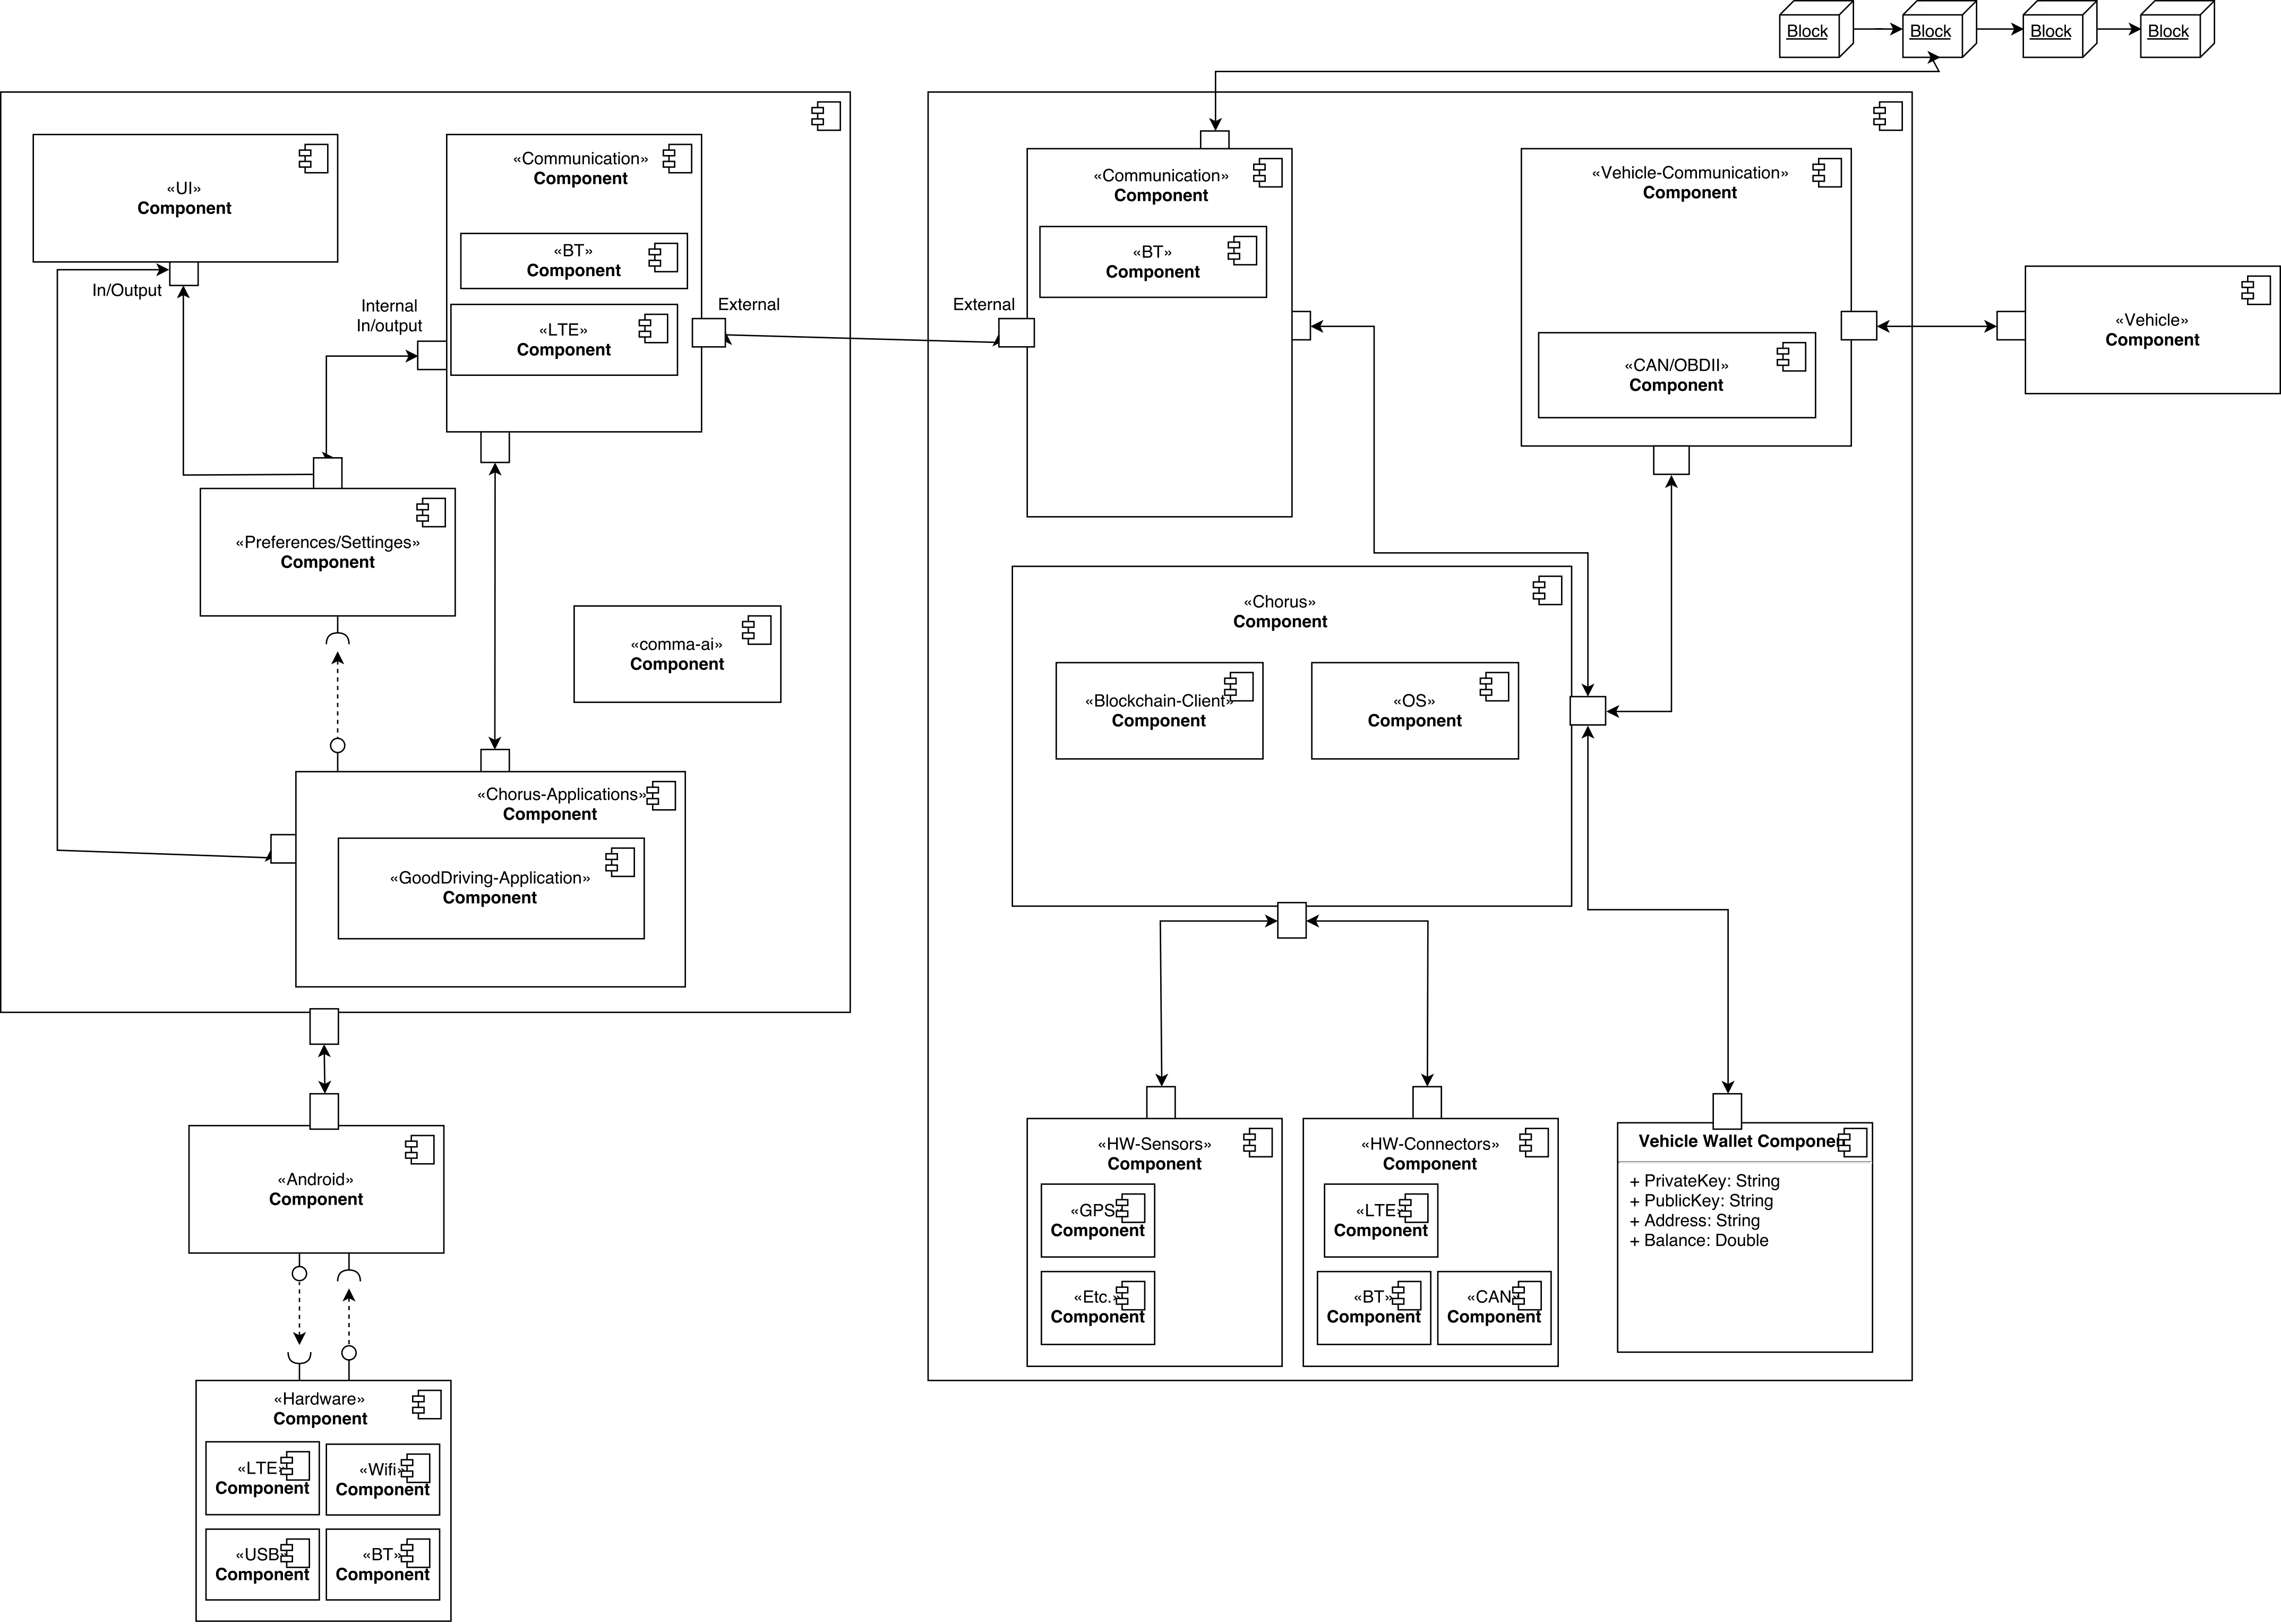 Block
Block
Block
Block
«UI»
Component
In/Output
«Communication»
Component
«BT»
Component
«LTE»
Component
Internal
In/output
External
«Preferences/Settinges»
Component
«comma-ai»
Component
«Chorus-Applications»
Component
«GoodDriving-Application»
Component
«Android»
Component
«Hardware»
Component
«LTE»
Component
«Wifi»
Component
«USB»
Component
«BT»
Component
External
«Communication»
Component
«BT»
Component
«Vehicle-Communication»
Component
«CAN/OBDII»
Component
«Vehicle»
Component
«Chorus»
Component
«Blockchain-Client»
Component
«OS»
Component
«HW-Sensors»
Component
«GPS»
Component
«Etc.»
Component
«HW-Connectors»
Component
«LTE»
Component
«BT»
Component
«CAN»
Component
Vehicle Wallet Component
+ PrivateKey: String
+ PublicKey: String
+ Address: String
+ Balance: Double